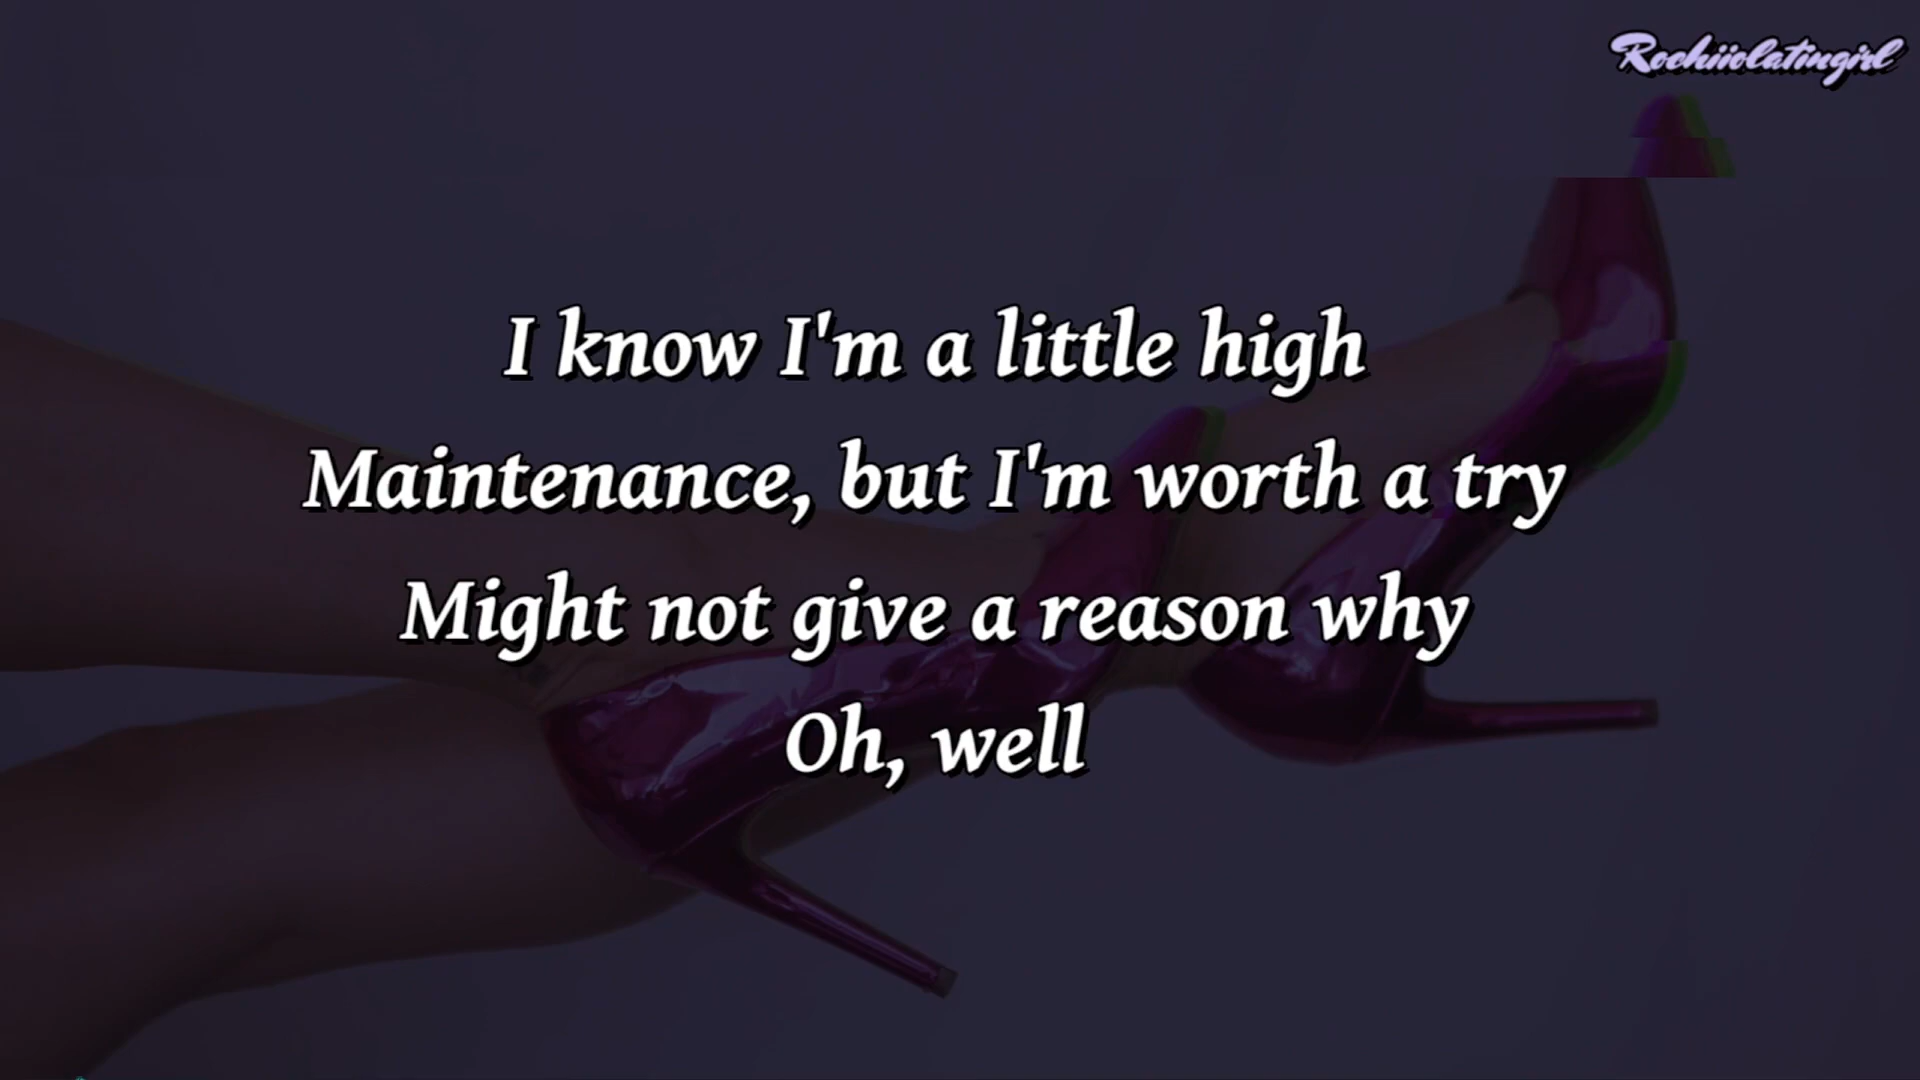 Rochiiolatingirl
I know I'm a little high
Maintenance, but I'm worth a try
Might not give a reason why
Oh, well